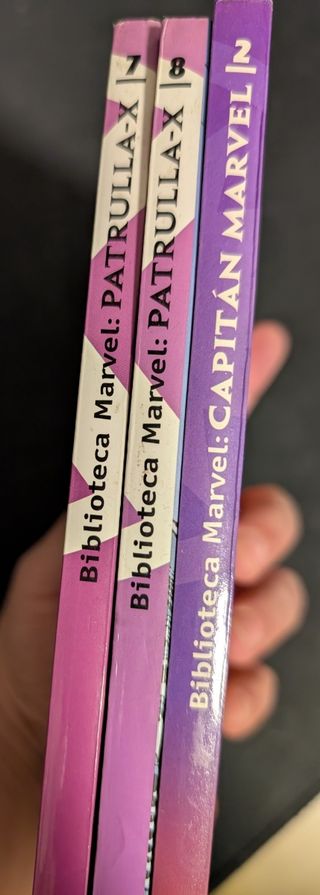 Biblioteca Marvel: PATRULLA-X | 7
Biblioteca Marvel: PATRULLA-X | 8
Biblioteca Marvel: CAPITÁN MARVEL | 2